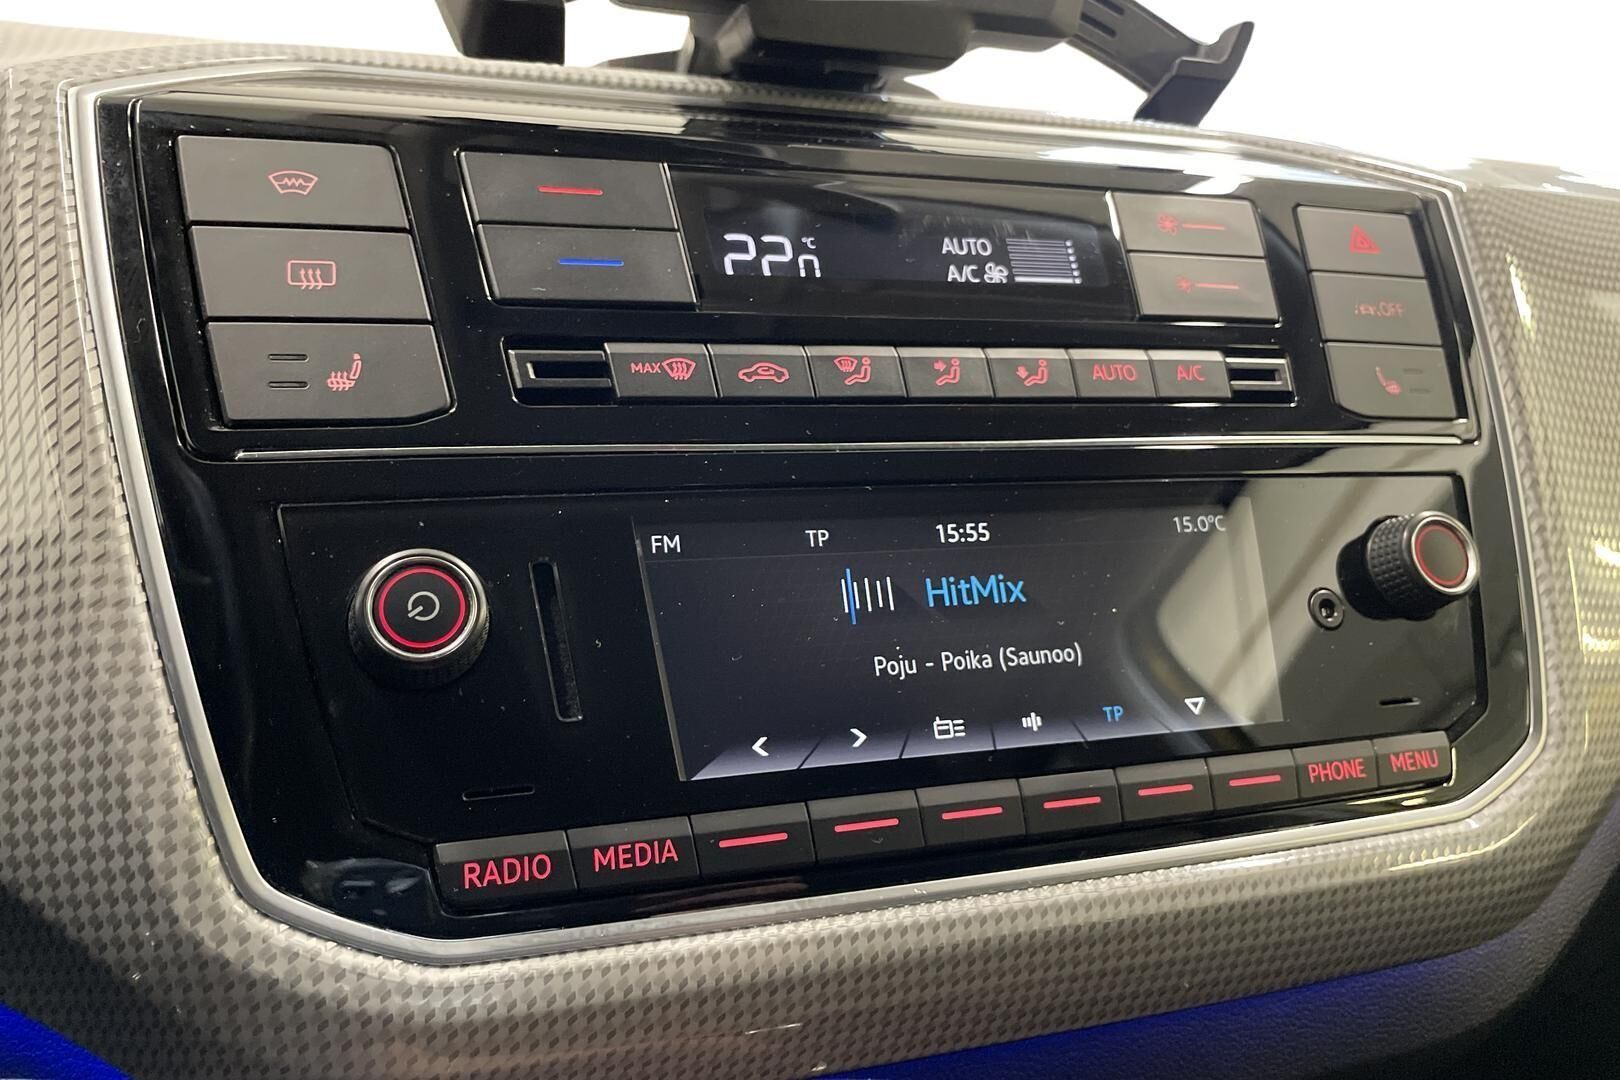 22.0 °C
AUTO
A/C
OFF
MAX
AUTO
A/C
FM TP 15:55 15.0°C
HitMix
Poju - Poika (Saunoo)
TP
RADIO MEDIA PHONE MENU